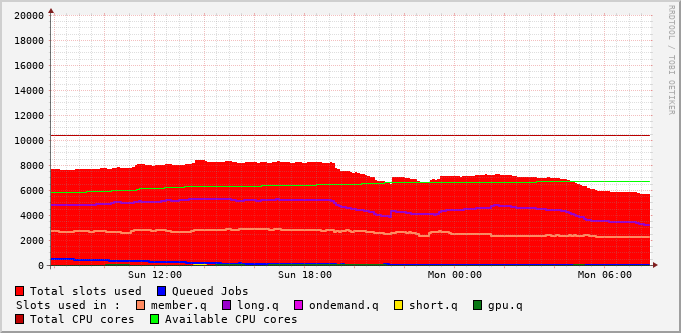 20000
18000
16000
14000
12000
10000
8000
6000
4000
2000
0
Sun 12:00 Sun 18:00 Mon 00:00 Mon 06:00
Total slots used Queued Jobs
Slots used in : member.q long.q ondemand.q short.q gpu.q
Total CPU cores Available CPU cores
RRDTOOL / TOBI OETIKER